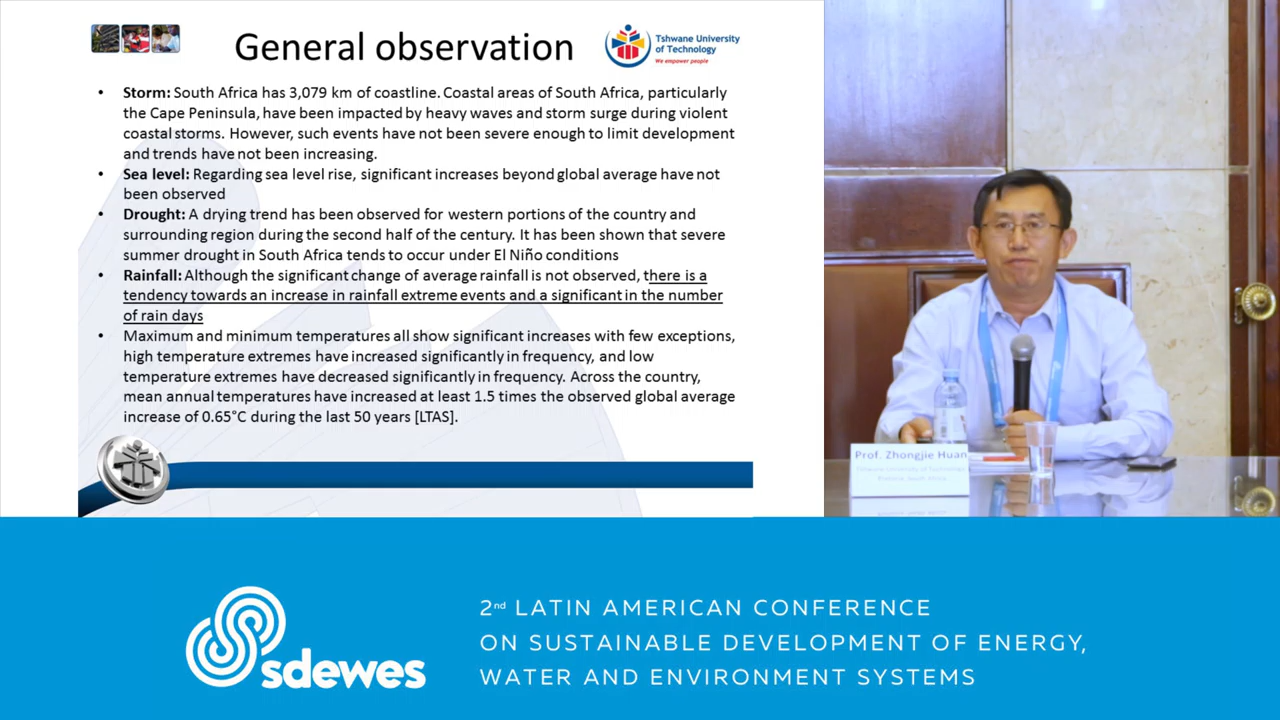 General observation
Tshwane University
of Technology
We empower people
• Storm: South Africa has 3,079 km of coastline. Coastal areas of South Africa, particularly
the Cape Peninsula, have been impacted by heavy waves and storm surge during violent
coastal storms. However, such events have not been severe enough to limit development
and trends have not been increasing.
• Sea level: Regarding sea level rise, significant increases beyond global average have not
been observed
• Drought: A drying trend has been observed for western portions of the country and
surrounding region during the second half of the century. It has been shown that severe
summer drought in South Africa tends to occur under El Niño conditions
• Rainfall: Although the significant change of average rainfall is not observed, there is a
tendency towards an increase in rainfall extreme events and a significant in the number
of rain days
• Maximum and minimum temperatures all show significant increases with few exceptions,
high temperature extremes have increased significantly in frequency, and low
temperature extremes have decreased significantly in frequency. Across the country,
mean annual temperatures have increased at least 1.5 times the observed global average
increase of 0.65°C during the last 50 years [LTAS].
Prof. Zhongjie Huan
Tshwane University of Technology
Pretoria, South Africa
sdewes
2nd LATIN AMERICAN CONFERENCE
ON SUSTAINABLE DEVELOPMENT OF ENERGY,
WATER AND ENVIRONMENT SYSTEMS